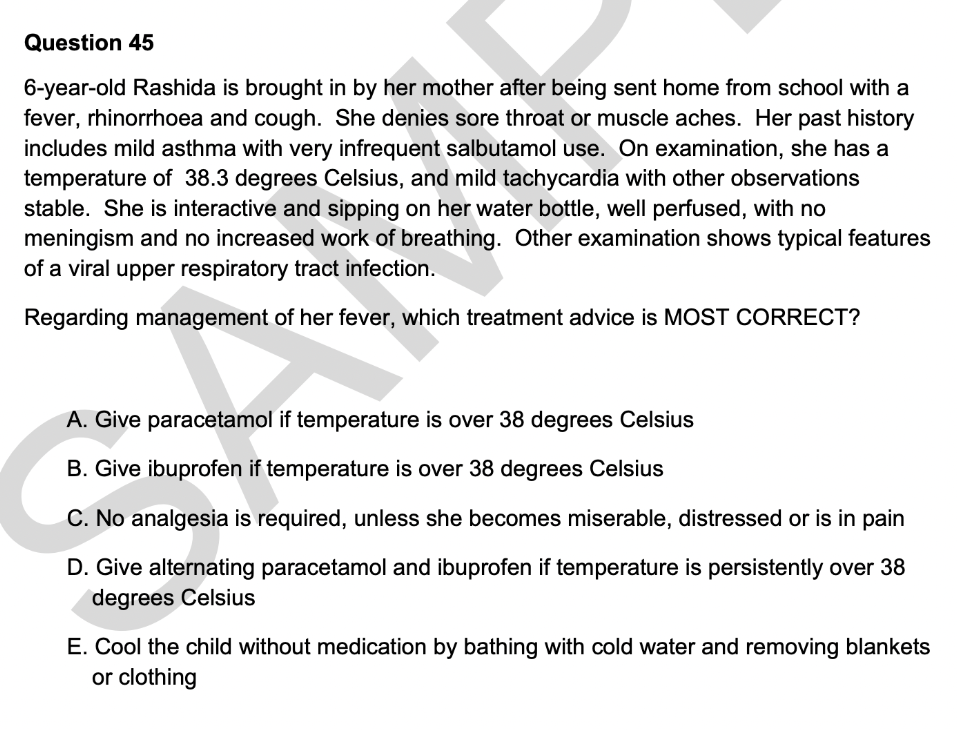 Question 45
6-year-old Rashida is brought in by her mother after being sent home from school with a
fever, rhinorrhoea and cough.  She denies sore throat or muscle aches.  Her past history
includes mild asthma with very infrequent salbutamol use.  On examination, she has a
temperature of  38.3 degrees Celsius, and mild tachycardia with other observations
stable.  She is interactive and sipping on her water bottle, well perfused, with no
meningism and no increased work of breathing.  Other examination shows typical features
of a viral upper respiratory tract infection.
Regarding management of her fever, which treatment advice is MOST CORRECT?
A. Give paracetamol if temperature is over 38 degrees Celsius
B. Give ibuprofen if temperature is over 38 degrees Celsius
C. No analgesia is required, unless she becomes miserable, distressed or is in pain
D. Give alternating paracetamol and ibuprofen if temperature is persistently over 38
degrees Celsius
E. Cool the child without medication by bathing with cold water and removing blankets
or clothing
SAMP